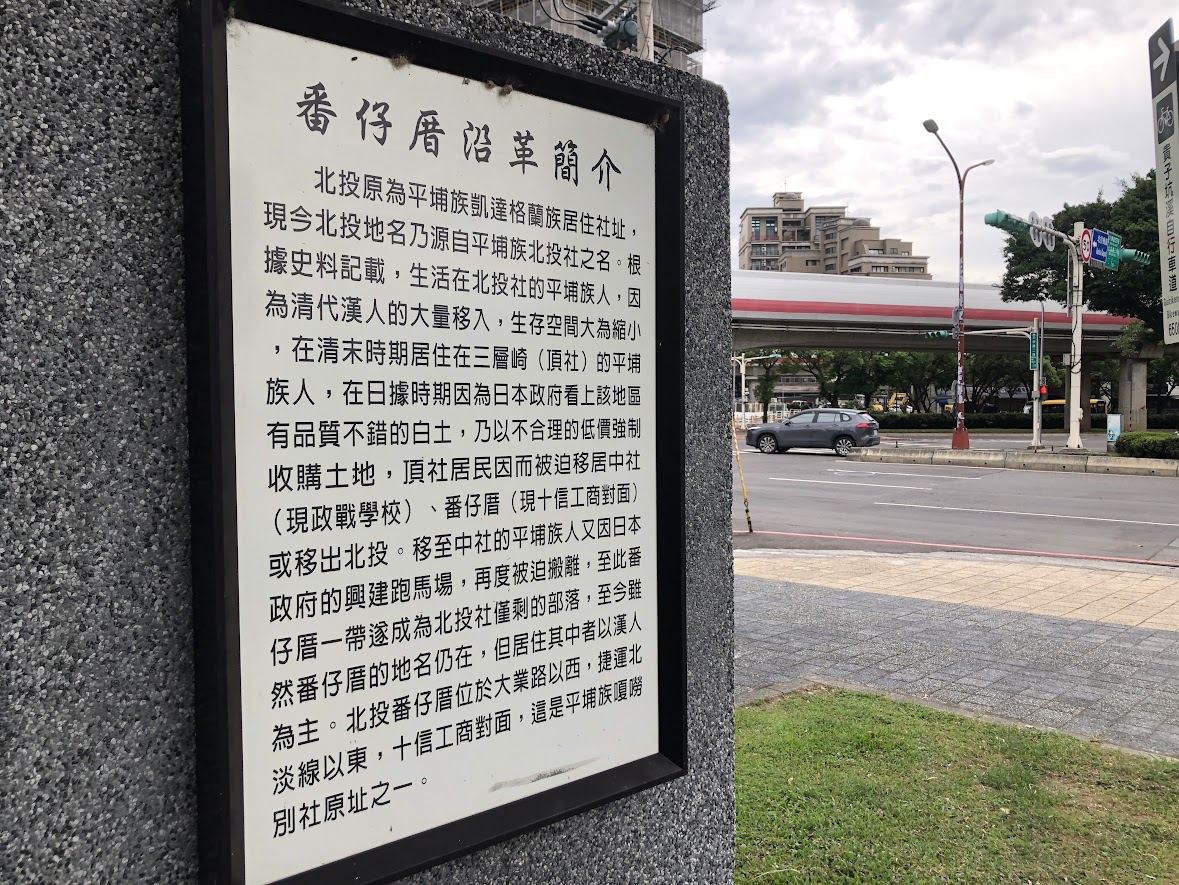 番仔厝沿革簡介
北投原為平埔族凱達格蘭族居住社址，
現今北投地名乃源自平埔族北投社之名。根
據史料記載，生活在北投社的平埔族人，因
為清代漢人的大量移入，生存空間大為縮小
，在清末時期居住在三層崎（頂社）的平埔
族人，在日據時期因為日本政府看上該地區
有品質不錯的白土，乃以不合理的低價強制
收購土地，頂社居民因而被迫移居中社
（現政戰學校）、番仔厝（現十信工商對面）
或移出北投。移至中社的平埔族人又因日本
政府的興建跑馬場，再度被迫搬離，至此番
仔厝一帶遂成為北投社僅剩的部落，至今雖
然番仔厝的地名仍在，但居住其中者以漢人
為主。北投番仔厝位於大業路以西，捷運北
淡線以東，十信工商對面，這是平埔族嘎嘮
別社原址之一。
貴子坑溪自行車道
50